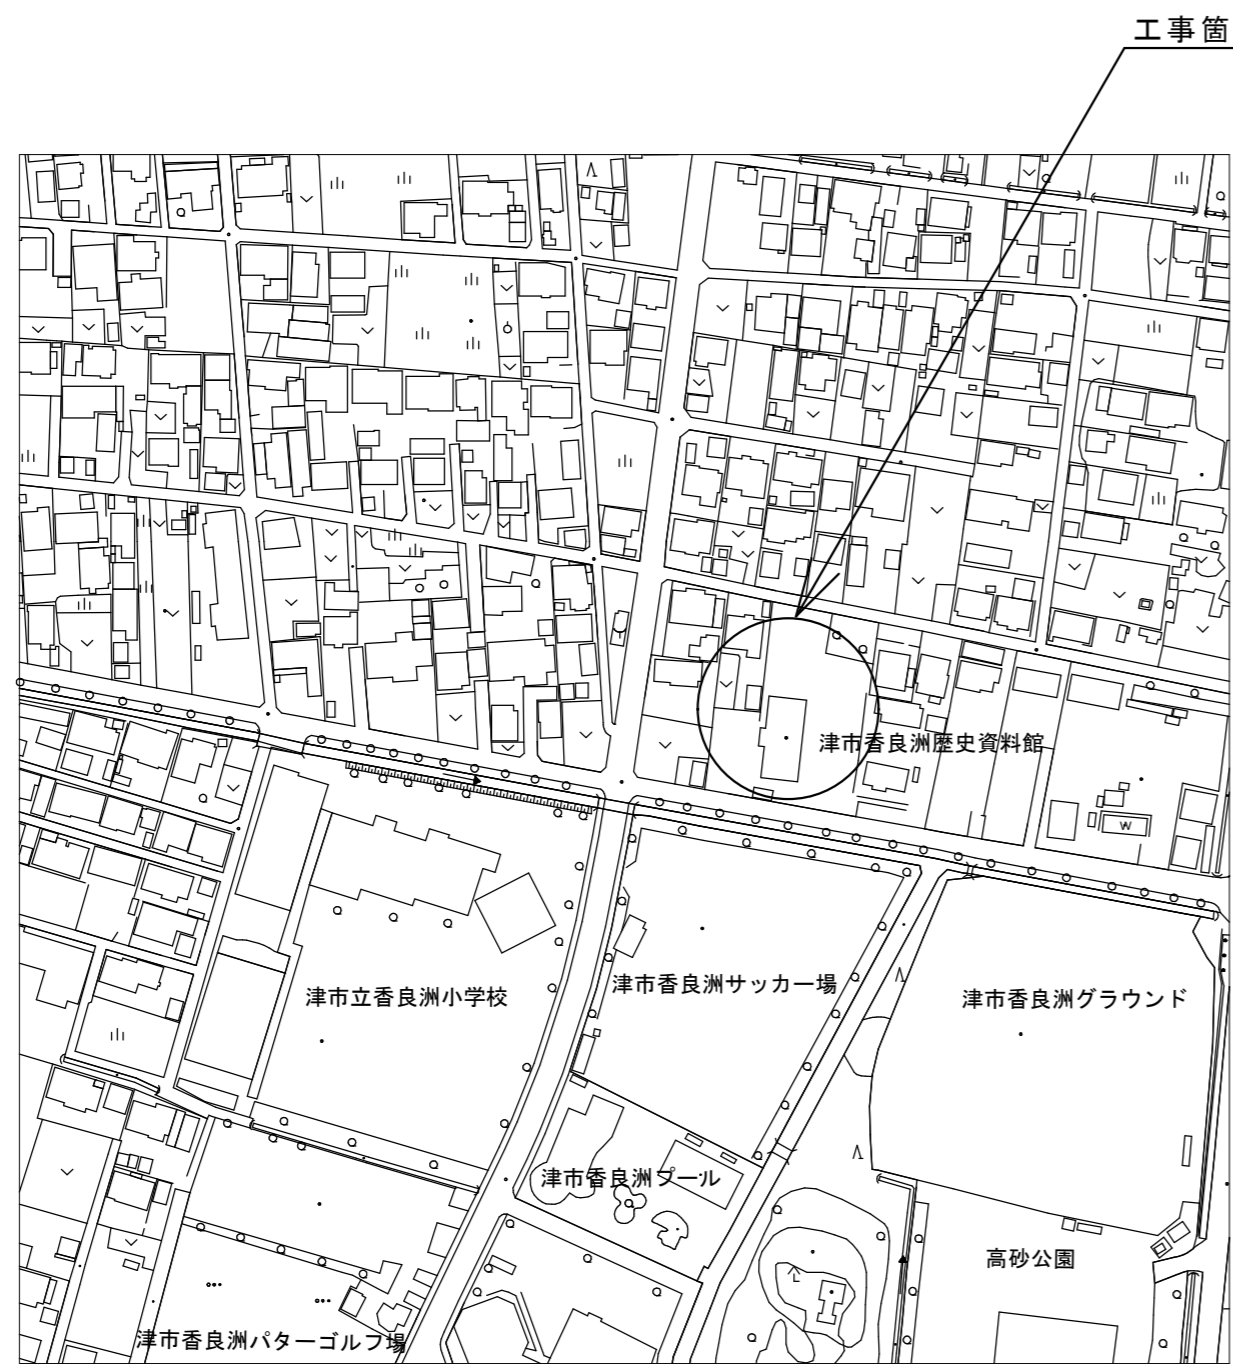 工事箇
津市香良洲歴史資料館
津市立香良洲小学校
津市香良洲サッカー場
津市香良洲グラウンド
津市香良洲プール
高砂公園
津市香良洲パターゴルフ場